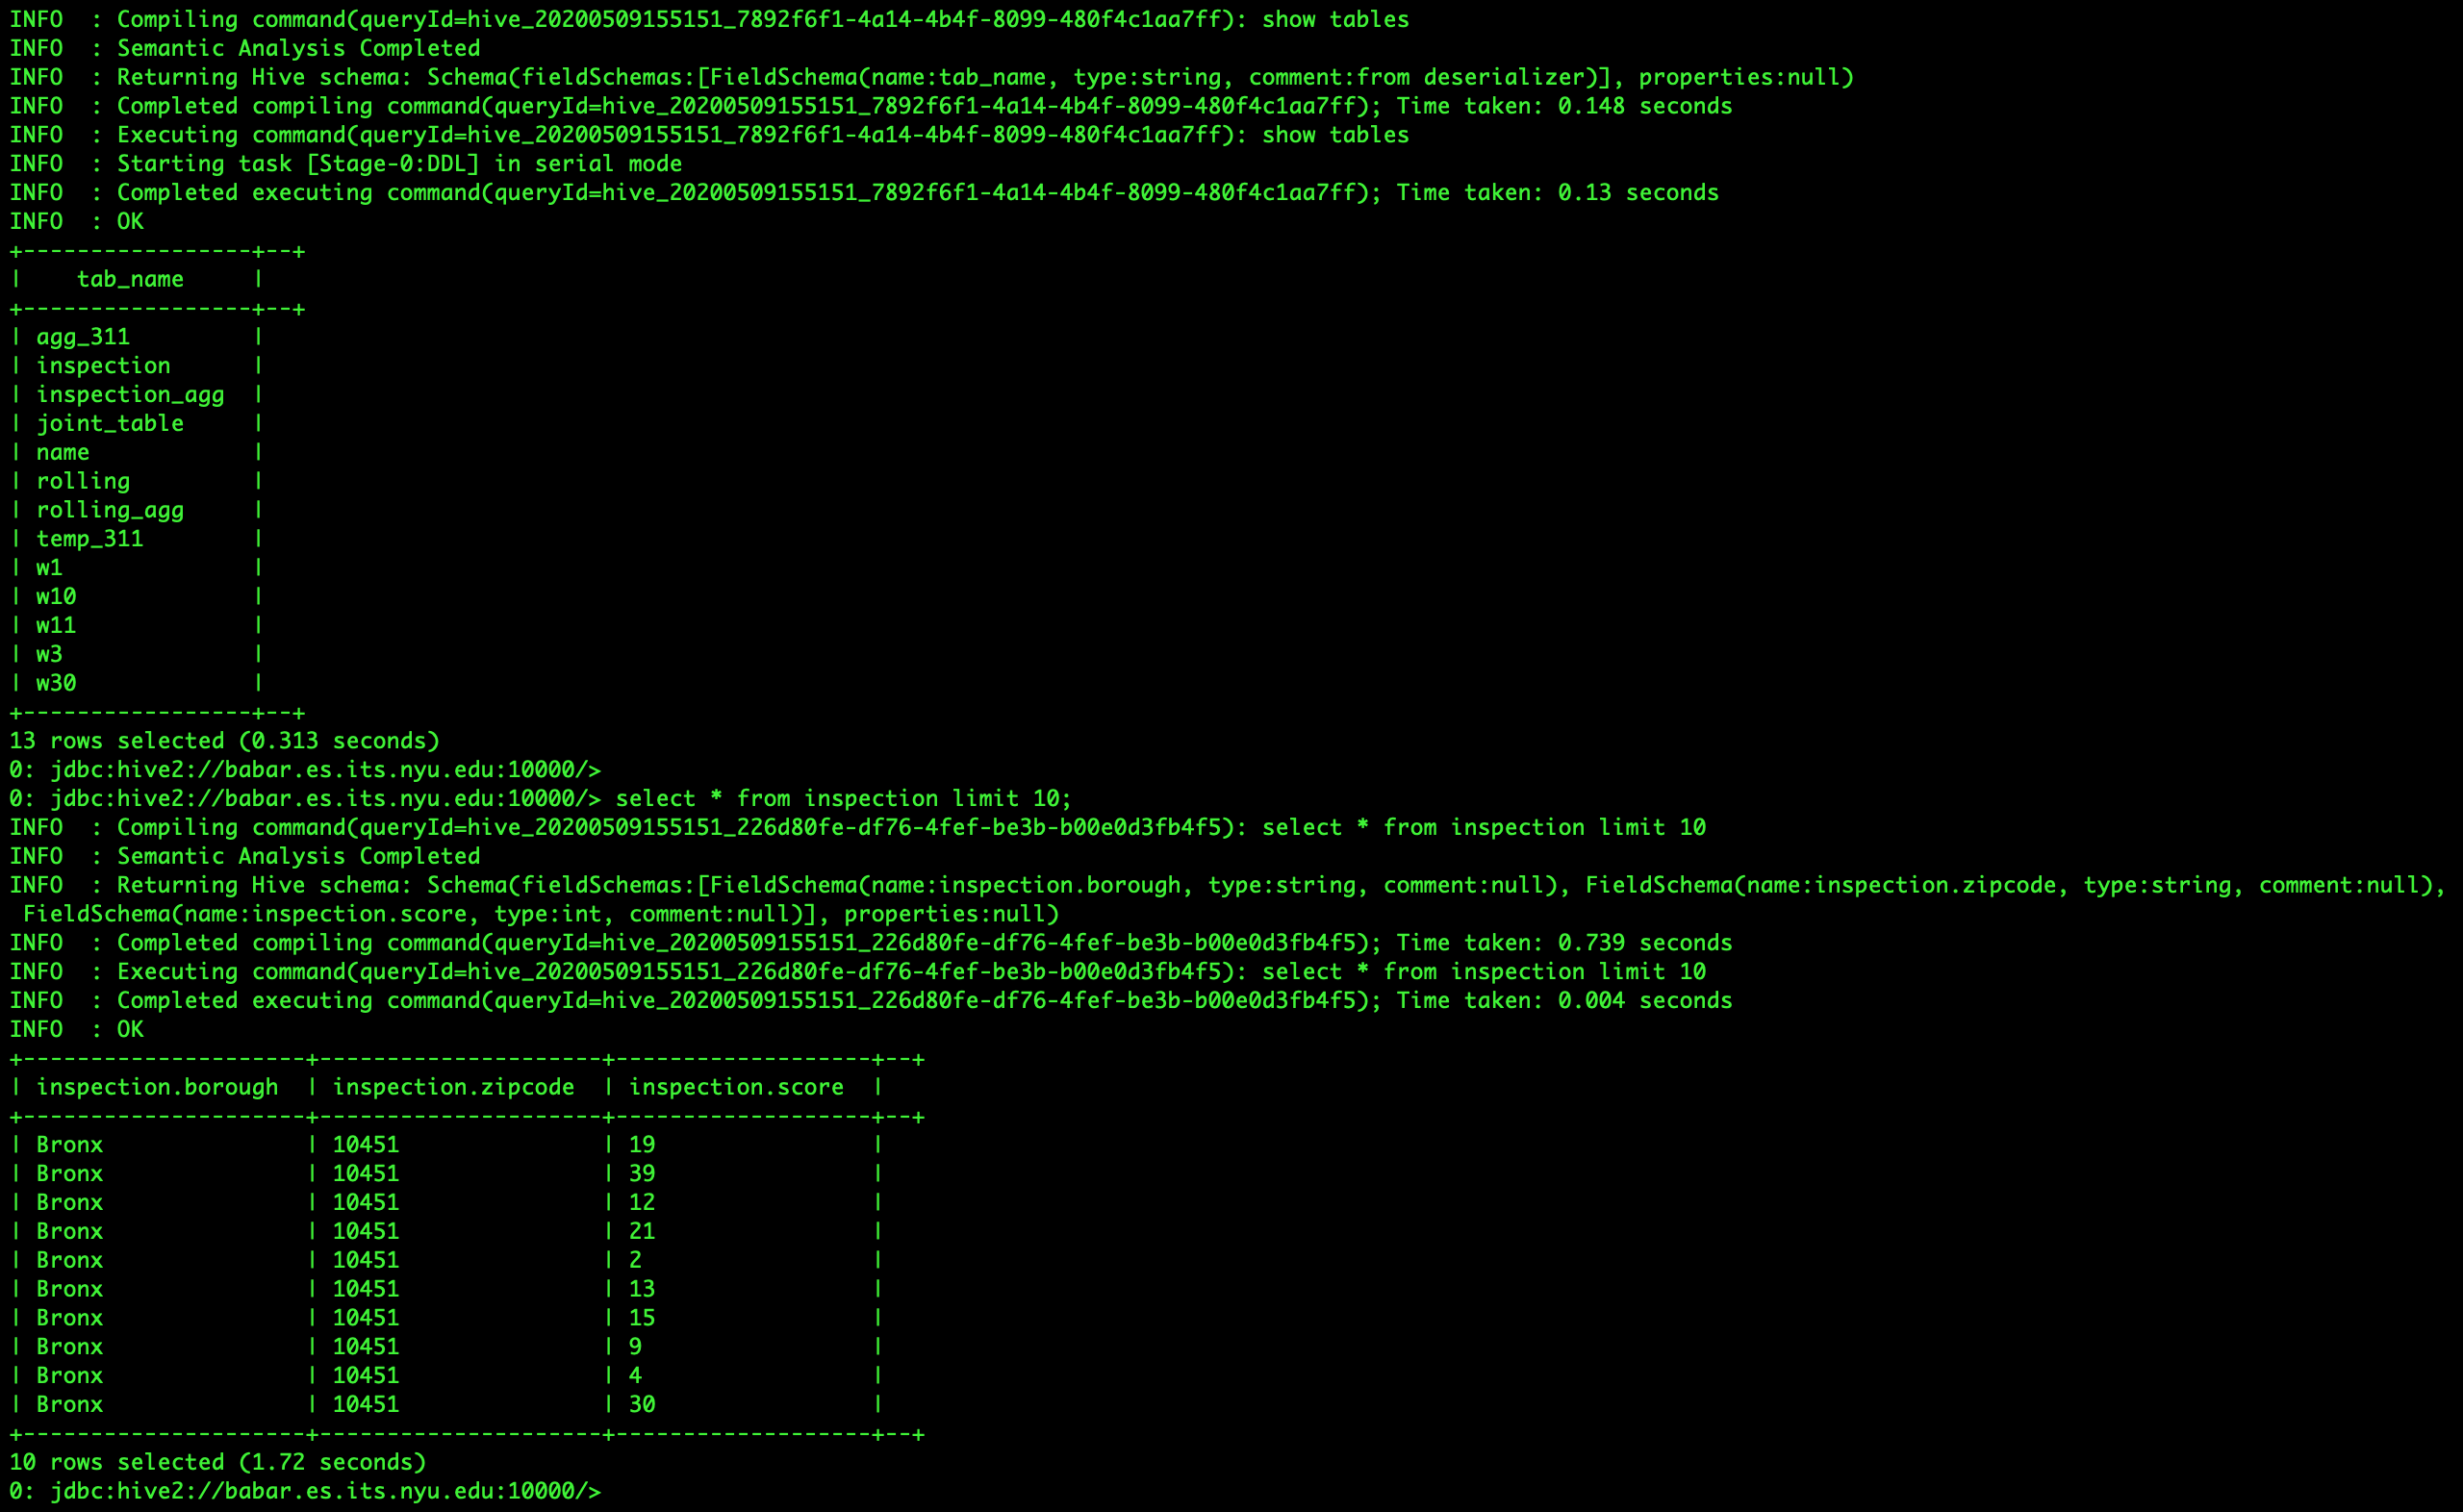 INFO  : Compiling command(queryId=hive_20200509155151_7892f6f1-4a14-4b4f-8099-480f4c1aa7ff): show tables
INFO  : Semantic Analysis Completed
INFO  : Returning Hive schema: Schema(fieldSchemas:[FieldSchema(name:tab_name, type:string, comment:from deserializer)], properties:null)
INFO  : Completed compiling command(queryId=hive_20200509155151_7892f6f1-4a14-4b4f-8099-480f4c1aa7ff); Time taken: 0.148 seconds
INFO  : Executing command(queryId=hive_20200509155151_7892f6f1-4a14-4b4f-8099-480f4c1aa7ff): show tables
INFO  : Starting task [Stage-0:DDL] in serial mode
INFO  : Completed executing command(queryId=hive_20200509155151_7892f6f1-4a14-4b4f-8099-480f4c1aa7ff); Time taken: 0.13 seconds
INFO  : OK
+-----------------+--+
|    tab_name     |
+-----------------+--+
| agg_311         |
| inspection      |
| inspection_agg  |
| joint_table     |
| name            |
| rolling         |
| rolling_agg     |
| temp_311        |
| w1              |
| w10             |
| w11             |
| w3              |
| w30             |
+-----------------+--+
13 rows selected (0.313 seconds)
0: jdbc:hive2://babar.es.its.nyu.edu:10000/>
0: jdbc:hive2://babar.es.its.nyu.edu:10000/> select * from inspection limit 10;
INFO  : Compiling command(queryId=hive_20200509155151_226d80fe-df76-4fef-be3b-b00e0d3fb4f5): select * from inspection limit 10
INFO  : Semantic Analysis Completed
INFO  : Returning Hive schema: Schema(fieldSchemas:[FieldSchema(name:inspection.borough, type:string, comment:null), FieldSchema(name:inspection.zipcode, type:string, comment:null),
 FieldSchema(name:inspection.score, type:int, comment:null)], properties:null)
INFO  : Completed compiling command(queryId=hive_20200509155151_226d80fe-df76-4fef-be3b-b00e0d3fb4f5); Time taken: 0.739 seconds
INFO  : Executing command(queryId=hive_20200509155151_226d80fe-df76-4fef-be3b-b00e0d3fb4f5): select * from inspection limit 10
INFO  : Completed executing command(queryId=hive_20200509155151_226d80fe-df76-4fef-be3b-b00e0d3fb4f5); Time taken: 0.004 seconds
INFO  : OK
+---------------------+---------------------+-------------------+--+
| inspection.borough  | inspection.zipcode  | inspection.score  |
+---------------------+---------------------+-------------------+--+
| Bronx               | 10451               | 19                |
| Bronx               | 10451               | 39                |
| Bronx               | 10451               | 12                |
| Bronx               | 10451               | 21                |
| Bronx               | 10451               | 2                 |
| Bronx               | 10451               | 13                |
| Bronx               | 10451               | 15                |
| Bronx               | 10451               | 9                 |
| Bronx               | 10451               | 4                 |
| Bronx               | 10451               | 30                |
+---------------------+---------------------+-------------------+--+
10 rows selected (1.72 seconds)
0: jdbc:hive2://babar.es.its.nyu.edu:10000/>